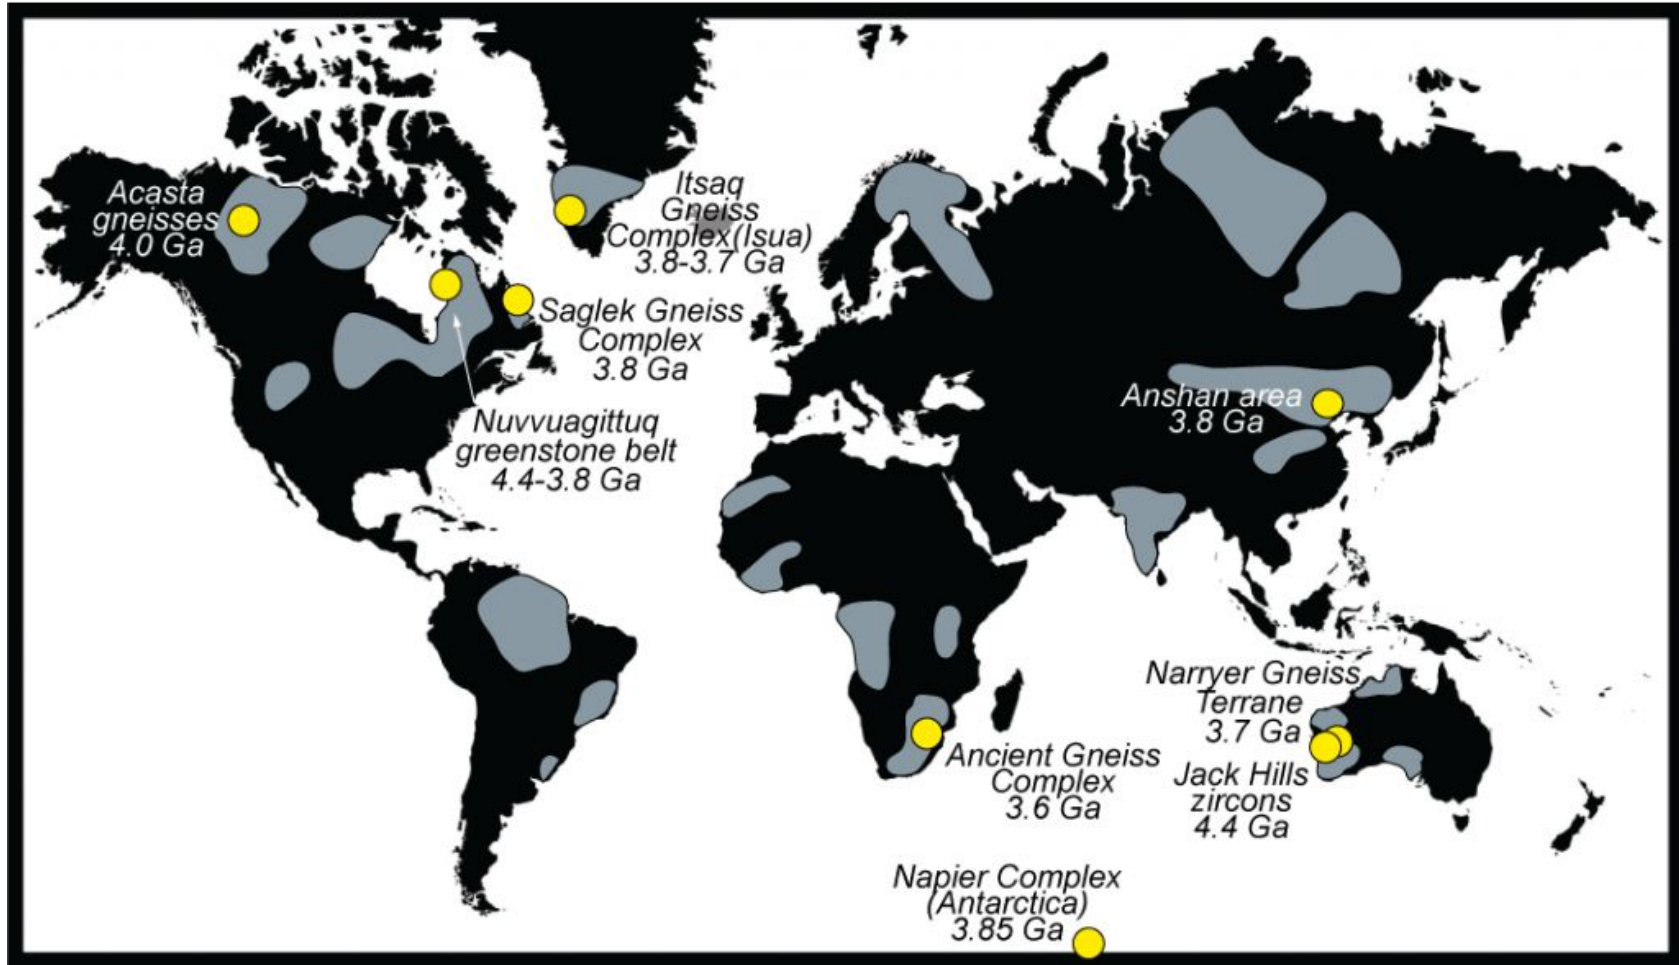 Acasta
gneisses
4.0 Ga
Itsaq
Gneiss
Complex(Isua)
3.8-3.7 Ga
Saglek Gneiss
Complex
3.8 Ga
Nuvvuagittuq
greenstone belt
4.4-3.8 Ga
Anshan area
3.8 Ga
Narryer Gneiss
Terrane
3.7 Ga
Jack Hills
zircons
4.4 Ga
Ancient Gneiss
Complex
3.6 Ga
Napier Complex
(Antarctica)
3.85 Ga